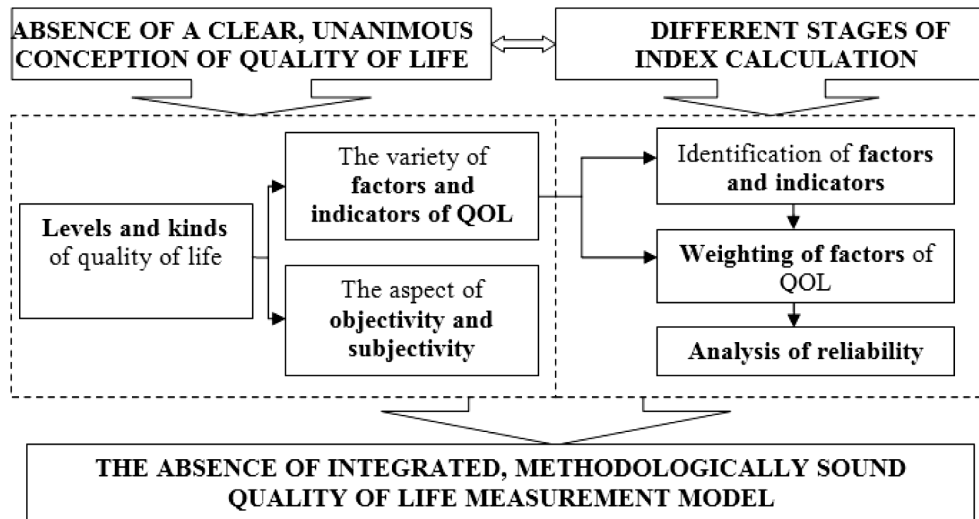 ABSENCE OF A CLEAR, UNANIMOUS
CONCEPTION OF QUALITY OF LIFE
DIFFERENT STAGES OF
INDEX CALCULATION
Levels and kinds
of quality of life
The variety of
factors and
indicators of QOL
The aspect of
objectivity and
subjectivity
Identification of factors
and indicators
Weighting of factors of
QOL
Analysis of reliability
THE ABSENCE OF INTEGRATED, METHODOLOGICALLY SOUND
QUALITY OF LIFE MEASUREMENT MODEL